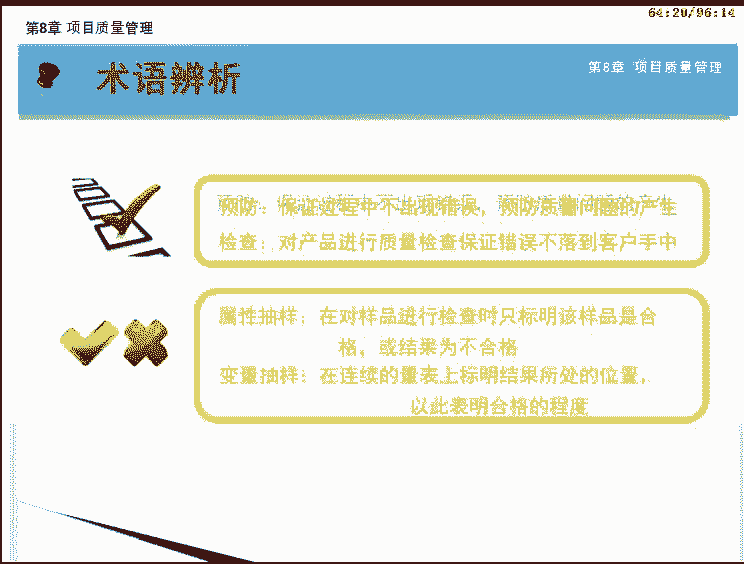 64:20/96:14
第8章 项目质量管理
术语辨析
第8章 项目质量管理
预防：保证过程中不出现错误，预防质量问题的产生
检查：对产品进行质量检查保证错误不落到客户手中
属性抽样：在对样品进行检查时只标明该样品是合
格，或结果为不合格
变量抽样：在连续的量表上标明结果所处的位置，
以此表明合格的程度